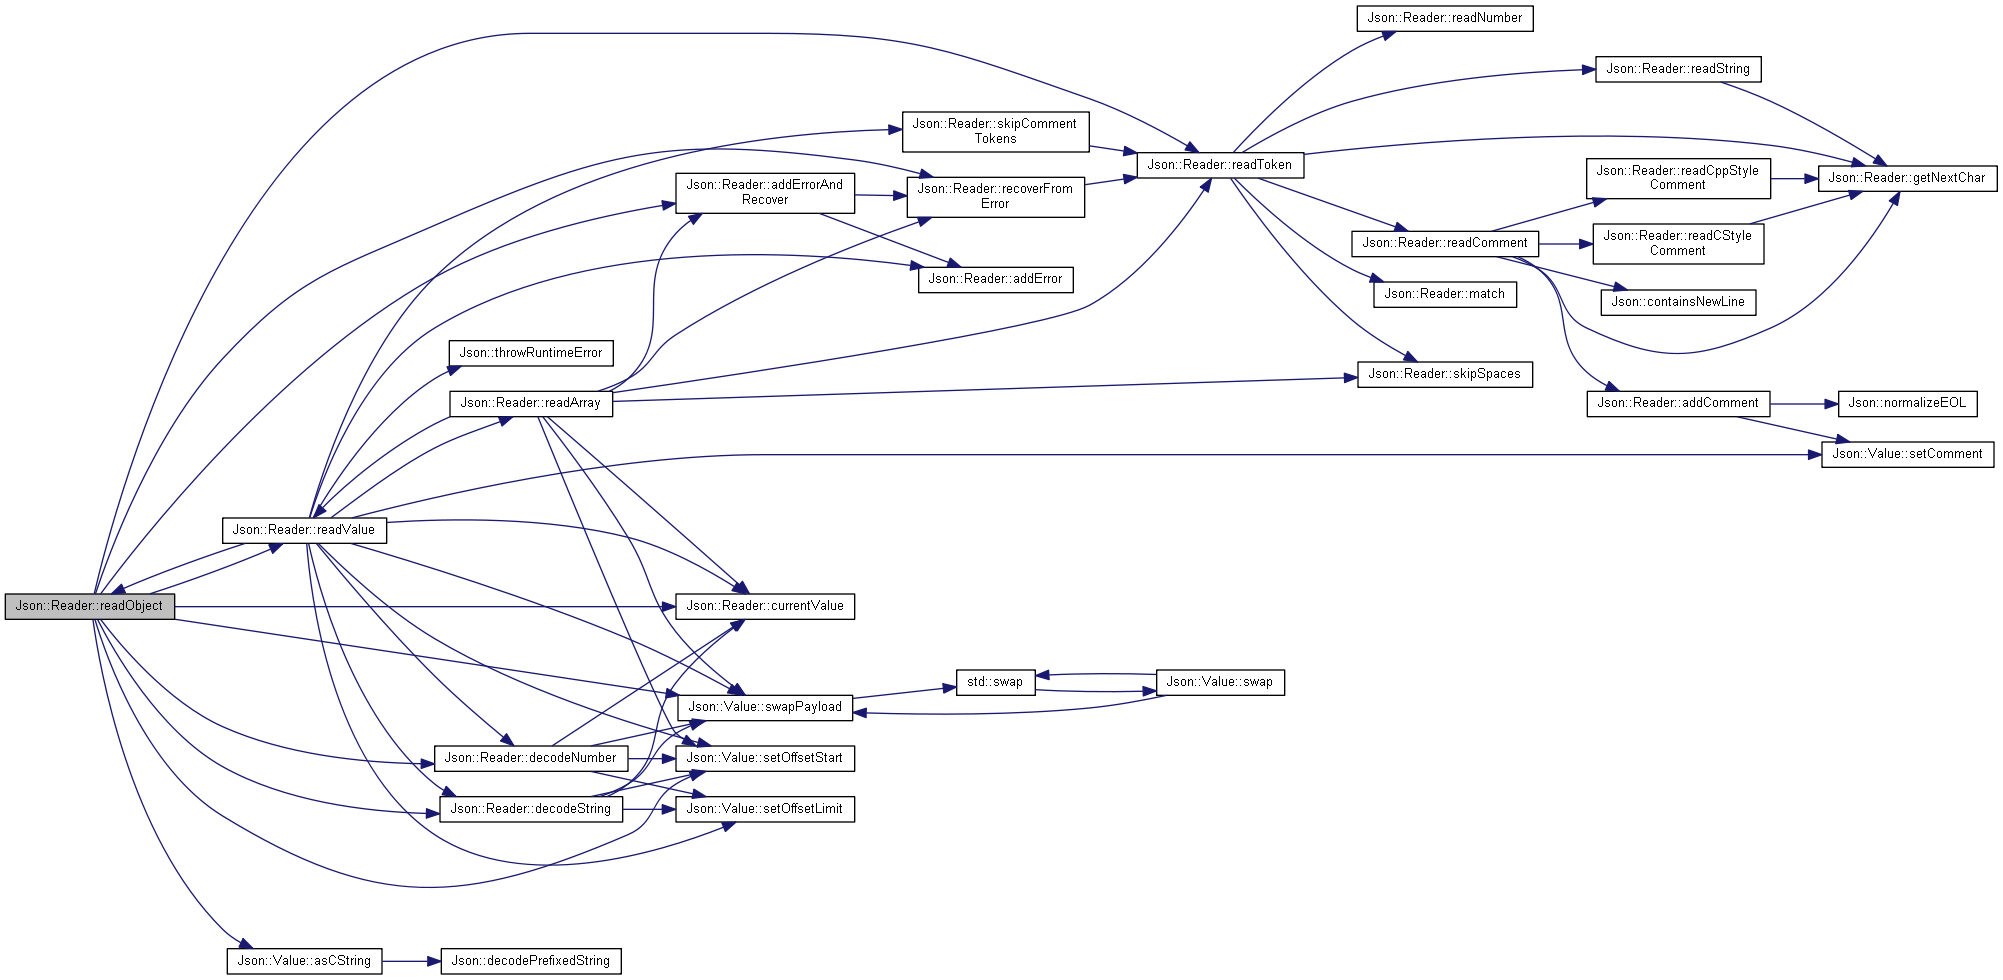 Json::Reader::readNumber
Json::Reader::readString
Json::Reader::skipComment
Tokens
Json::Reader::readToken
Json::Reader::readCppStyle
Comment
Json::Reader::getNextChar
Json::Reader::addErrorAnd
Recover
Json::Reader::recoverFrom
Error
Json::Reader::readComment
Json::Reader::readCStyle
Comment
Json::Reader::addError
Json::Reader::match
Json::containsNewLine
Json::throwRuntimeError
Json::Reader::skipSpaces
Json::Reader::readArray
Json::Reader::addComment
Json::normalizeEOL
Json::Value::setComment
Json::Reader::readValue
Json::Reader::readObject
Json::Reader::currentValue
std::swap
Json::Value::swap
Json::Value::swapPayload
Json::Reader::decodeNumber
Json::Value::setOffsetStart
Json::Reader::decodeString
Json::Value::setOffsetLimit
Json::Value::asCString
Json::decodePrefixedString